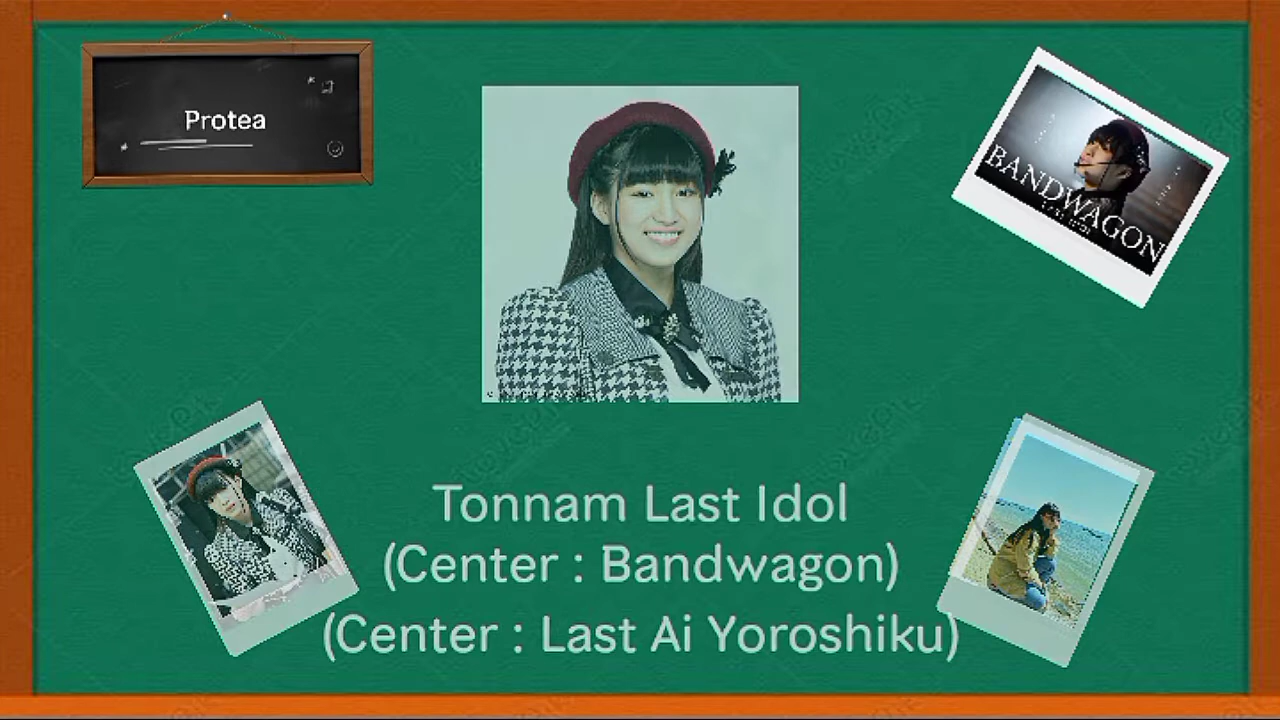 Protea
BANDWAGON
Tonnam Last Idol
(Center : Bandwagon)
(Center : Last Ai Yoroshiku)